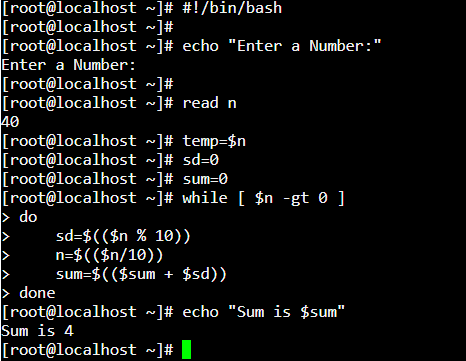 [root@localhost ~]# #!/bin/bash
[root@localhost ~]#
[root@localhost ~]# echo "Enter a Number:"
Enter a Number:
[root@localhost ~]#
[root@localhost ~]# read n
40
[root@localhost ~]# temp=$n
[root@localhost ~]# sd=0
[root@localhost ~]# sum=0
[root@localhost ~]# while [ $n -gt 0 ]
> do
>     sd=$(($n % 10))
>     n=$(($n/10))
>     sum=$(($sum + $sd))
> done
[root@localhost ~]# echo "Sum is $sum"
Sum is 4
[root@localhost ~]#